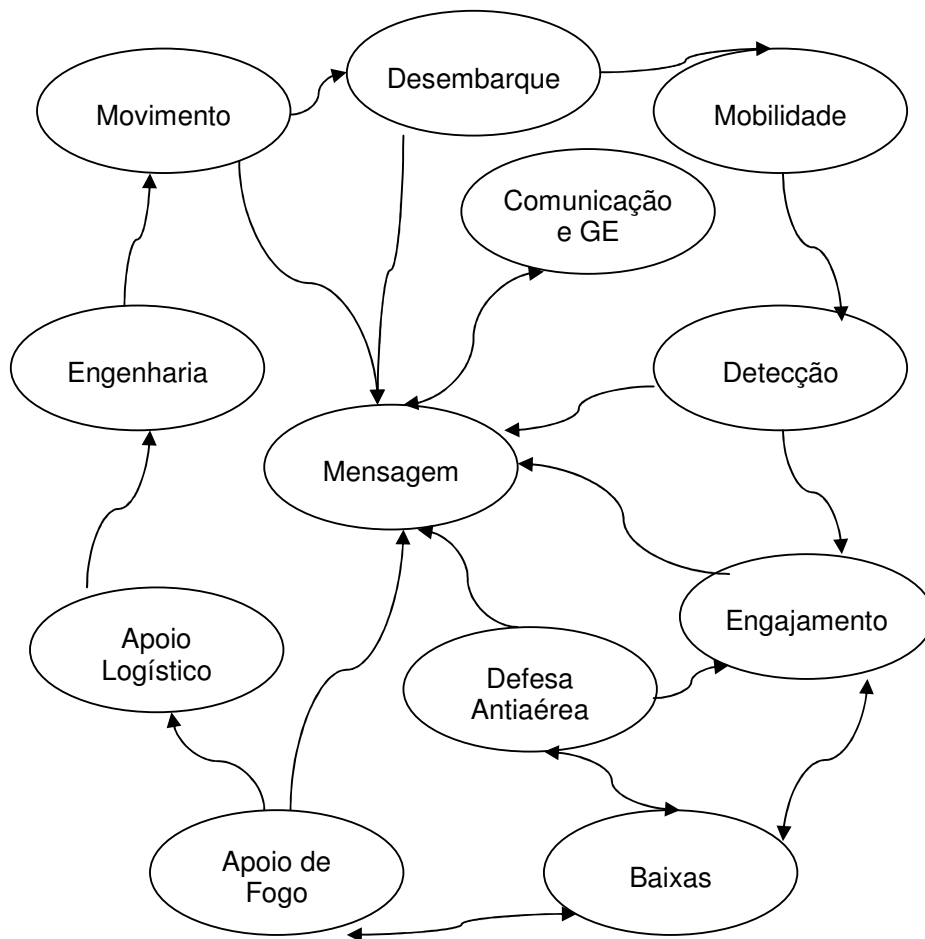 Desembarque
Movimento
Mobilidade
Comunicação
e GE
Engenharia
Detecção
Mensagem
Apoio
Logístico
Engajamento
Defesa
Antiaérea
Apoio de
Fogo
Baixas